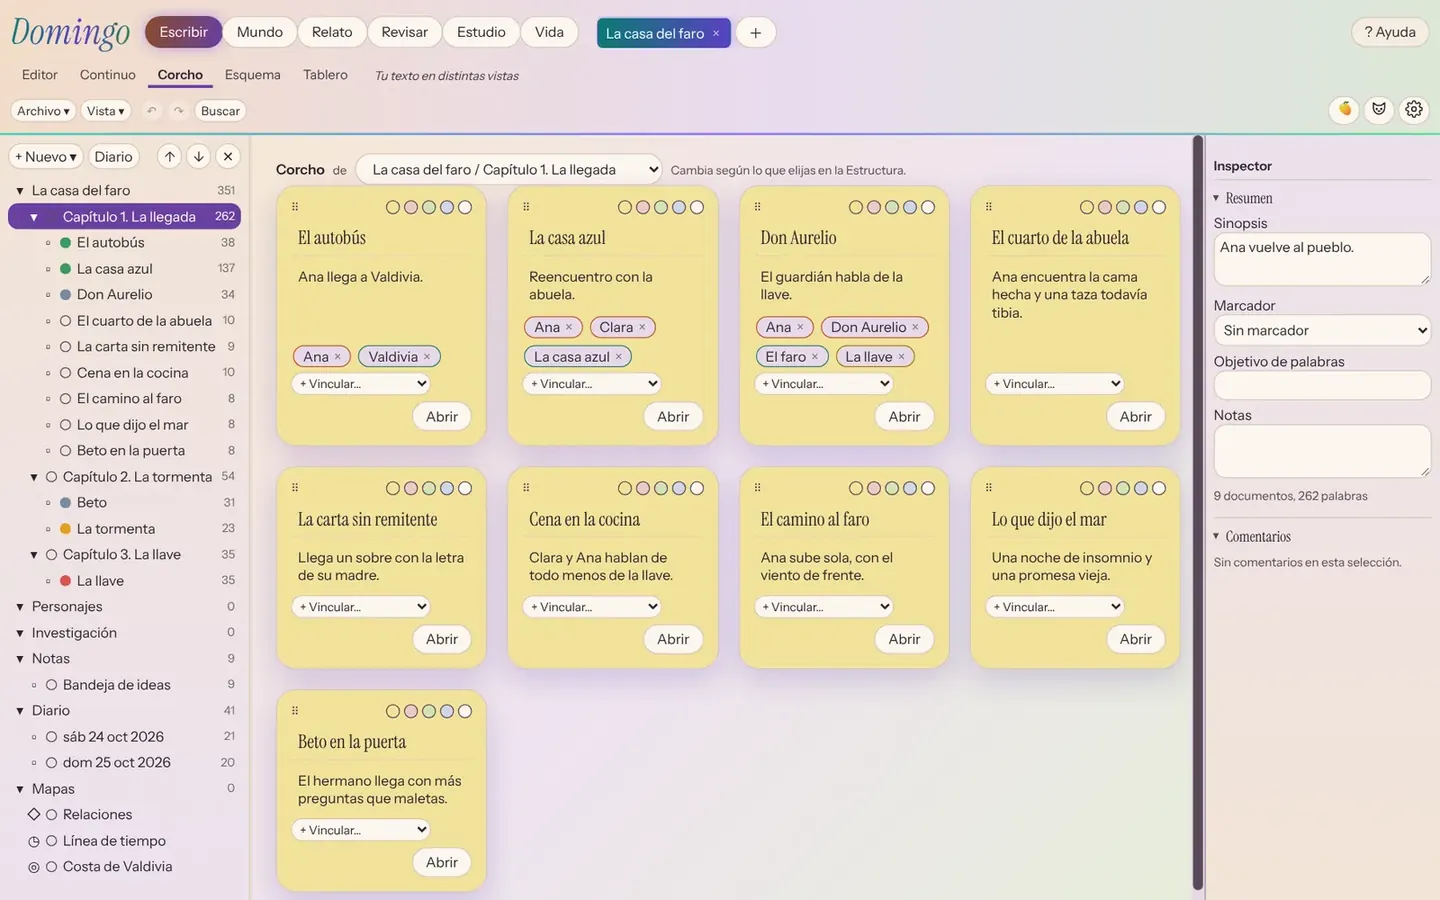 Domingo
Escribir
Mundo
Relato
Revisar
Estudio
Vida
La casa del faro ×
+
? Ayuda
Editor
Continuo
Corcho
Esquema
Tablero
Tu texto en distintas vistas
Archivo ▾
Vista ▾
Buscar
+ Nuevo ▾
Diario
La casa del faro 351
Capítulo 1. La llegada 262
El autobús 38
La casa azul 137
Don Aurelio 34
El cuarto de la abuela 10
La carta sin remitente 9
Cena en la cocina 10
El camino al faro 8
Lo que dijo el mar 8
Beto en la puerta 8
Capítulo 2. La tormenta 54
Beto 31
La tormenta 23
Capítulo 3. La llave 35
La llave 35
Personajes 0
Investigación 0
Notas 9
Bandeja de ideas 9
Diario 41
sáb 24 oct 2026 21
dom 25 oct 2026 20
Mapas 0
Relaciones
Línea de tiempo
Costa de Valdivia
Corcho de La casa del faro / Capítulo 1. La llegada Cambia según lo que elijas en la Estructura.
El autobús
Ana llega a Valdivia.
Ana ×
Valdivia ×
+ Vincular...
Abrir
La casa azul
Reencuentro con la
abuela.
Ana ×
Clara ×
La casa azul ×
+ Vincular...
Abrir
Don Aurelio
El guardián habla de la
llave.
Ana ×
Don Aurelio ×
El faro ×
La llave ×
+ Vincular...
Abrir
El cuarto de la abuela
Ana encuentra la cama
hecha y una taza todavía
tibia.
+ Vincular...
Abrir
La carta sin remitente
Llega un sobre con la letra
de su madre.
+ Vincular...
Abrir
Cena en la cocina
Clara y Ana hablan de
todo menos de la llave.
+ Vincular...
Abrir
El camino al faro
Ana sube sola, con el
viento de frente.
+ Vincular...
Abrir
Lo que dijo el mar
Una noche de insomnio y
una promesa vieja.
+ Vincular...
Abrir
Beto en la puerta
El hermano llega con más
preguntas que maletas.
+ Vincular...
Abrir
Inspector
Resumen
Sinopsis
Ana vuelve al pueblo.
Marcador
Sin marcador
Objetivo de palabras
Notas
9 documentos, 262 palabras
Comentarios
Sin comentarios en esta selección.